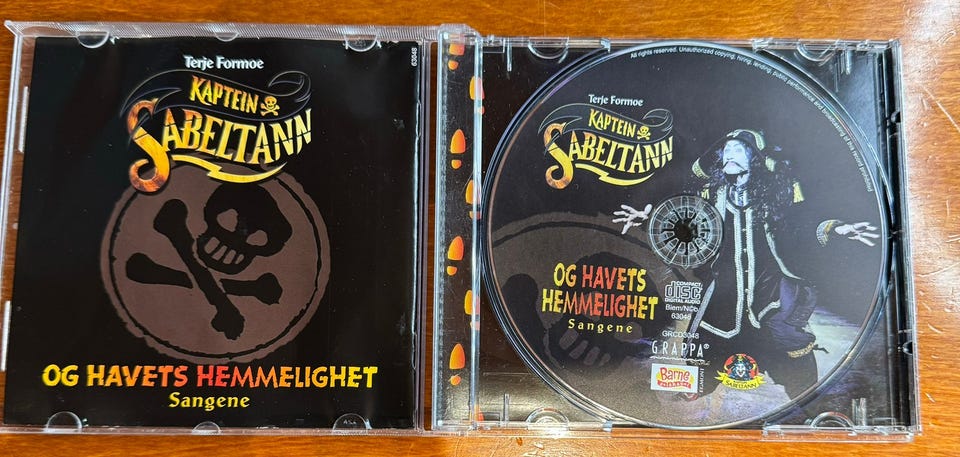 Terje Formoe
63048
KAPTEIN
SABELTANN
OG HAVETS HEMMELIGHET
Sangene
All rights reserved. Unauthorized copying, hiring, lending, public performance and broadcasting of this record prohibited
Terje Formoe
KAPTEIN
SABELTANN
OG HAVETS
HEMMELIGHET
Sangene
COMPACT
disc
DIGITAL AUDIO
Biem/NCb
63048
GRCD3048
GRAPPA®
Barne
EGMONT
SABELTANN